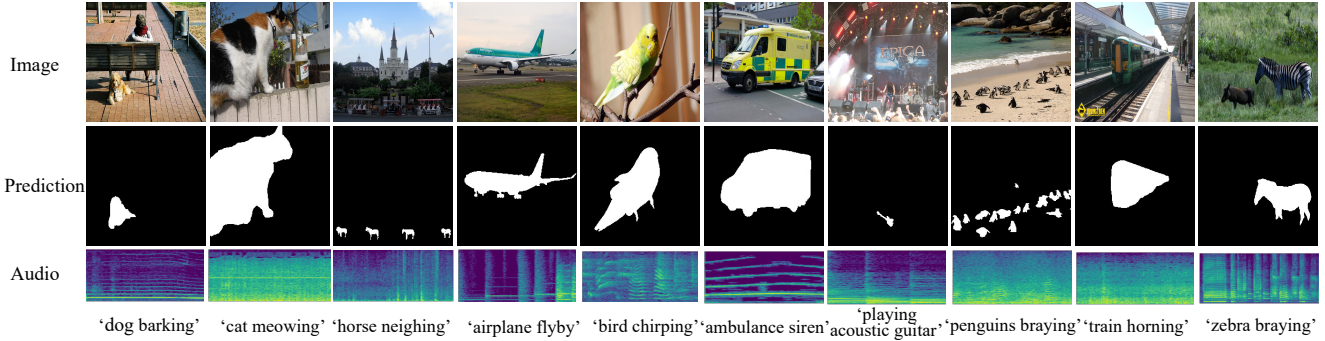 Image
EPICA
Prediction
Audio
‘dog barking’
‘cat meowing’
‘horse neighing’
‘airplane flyby’
‘bird chirping’
‘ambulance siren’
‘playing
acoustic guitar’
‘penguins braying’
‘train horning’
‘zebra braying’